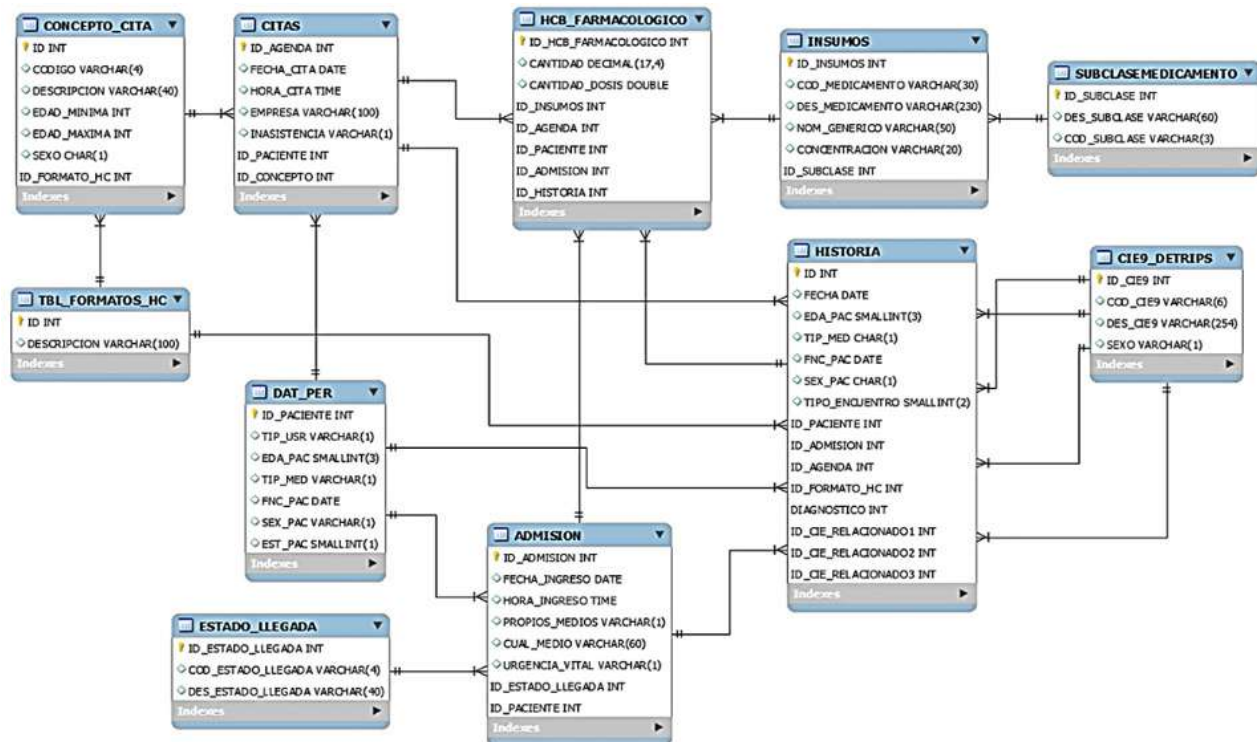 CONCEPTO_CITA
ID INT
CODIGO VARCHAR(4)
DESCRIPCION VARCHAR(40)
EDAD_MINIMA INT
EDAD_MAXIMA INT
SEXO CHAR(1)
ID_FORMATO_HC INT
Indexes
CITAS
ID_AGENDA INT
FECHA_CITA DATE
HORA_CITA TIME
EMPRESA VARCHAR(100)
INASISTENCIA VARCHAR(1)
ID_PACIENTE INT
ID_CONCEPTO INT
Indexes
HCB_FARMACOLOGICO
ID_HCB_FARMACOLOGICO INT
CANTIDAD DECIMAL(17,4)
CANTIDAD_DOSIS DOUBLE
ID_INSUMOS INT
ID_AGENDA INT
ID_PACIENTE INT
ID_ADMISION INT
ID_HISTORIA INT
Indexes
INSUMOS
ID_INSUMOS INT
COD_MEDICAMENTO VARCHAR(30)
DES_MEDICAMENTO VARCHAR(230)
NOM_GENERICO VARCHAR(50)
CONCENTRACION VARCHAR(20)
ID_SUBCLASE INT
Indexes
SUBCLASEMEDICAMENTO
ID_SUBCLASE INT
DES_SUBCLASE VARCHAR(60)
COD_SUBCLASE VARCHAR(3)
Indexes
TBL_FORMATOS_HC
ID INT
DESCRIPCION VARCHAR(100)
Indexes
HISTORIA
ID INT
FECHA DATE
EDA_PAC SMALLINT(3)
TIP_MED CHAR(1)
FNC_PAC DATE
SEX_PAC CHAR(1)
TIPO_ENCUENTRO SMALLINT(2)
ID_PACIENTE INT
ID_ADMISION INT
ID_AGENDA INT
ID_FORMATO_HC INT
DIAGNOSTICO INT
ID_CIE_RELACIONADO1 INT
ID_CIE_RELACIONADO2 INT
ID_CIE_RELACIONADO3 INT
Indexes
CIE9_DETRIPS
ID_CIE9 INT
COD_CIE9 VARCHAR(6)
DES_CIE9 VARCHAR(254)
SEXO VARCHAR(1)
Indexes
DAT_PER
ID_PACIENTE INT
TIP_USR VARCHAR(1)
EDA_PAC SMALLINT(3)
TIP_MED VARCHAR(1)
FNC_PAC DATE
SEX_PAC VARCHAR(1)
EST_PAC SMALLINT(1)
Indexes
ADMISION
ID_ADMISION INT
FECHA_INGRESO DATE
HORA_INGRESO TIME
PROPIOS_MEDIOS VARCHAR(1)
CUAL_MEDIO VARCHAR(60)
URGENCIA_VITAL VARCHAR(1)
ID_ESTADO_LLEGADA INT
ID_PACIENTE INT
Indexes
ESTADO_LLEGADA
ID_ESTADO_LLEGADA INT
COD_ESTADO_LLEGADA VARCHAR(4)
DES_ESTADO_LLEGADA VARCHAR(40)
Indexes